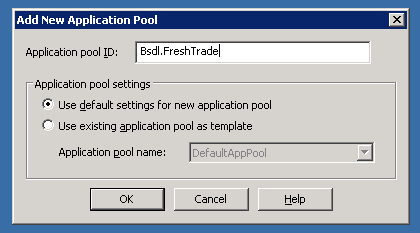 Add New Application Pool
Application pool ID: Bsdl.FreshTrade
Application pool settings
Use default settings for new application pool
Use existing application pool as template
Application pool name: DefaultAppPool
OK Cancel Help